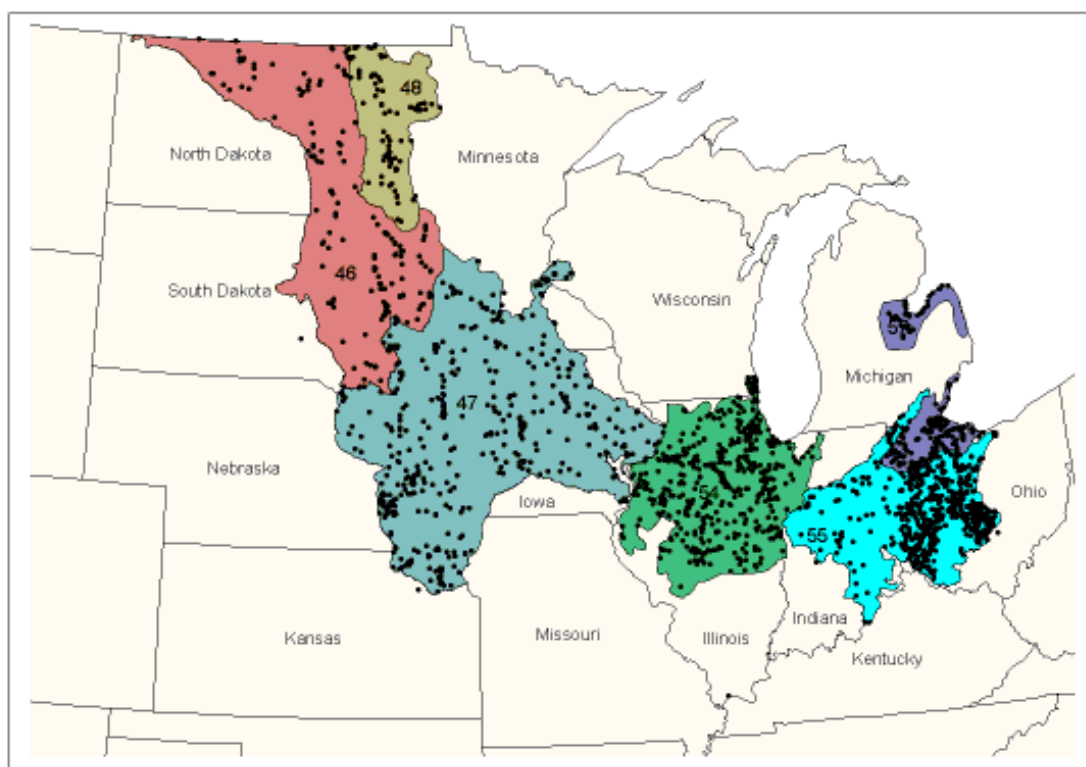 48
North Dakota
Minnesota
46
South Dakota
Wisconsin
Michigan
47
Nebraska
54
Iowa
Ohio
55
Indiana
Kansas
Missouri
Illinois
Kentucky